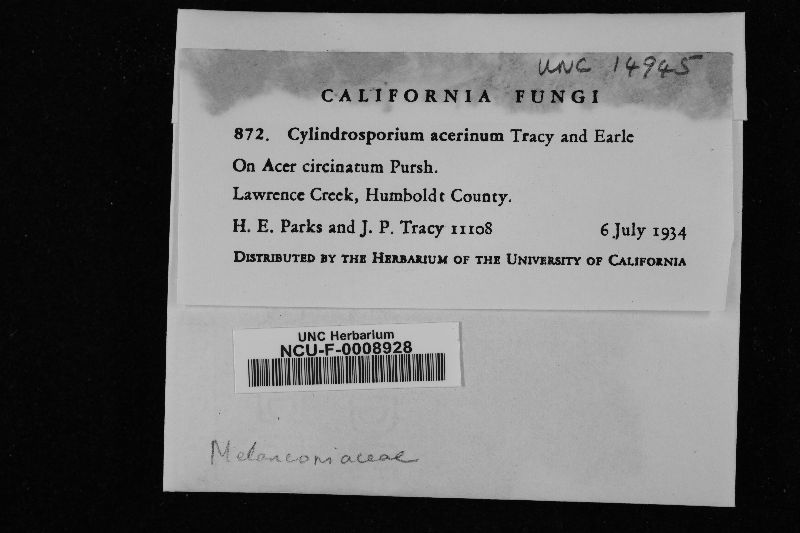 UNC 14945
CALIFORNIA FUNGI
872. Cylindrosporium acerinum Tracy and Earle
On Acer circinatum Pursh.
Lawrence Creek, Humboldt County.
H. E. Parks and J. P. Tracy 11108 6 July 1934
DISTRIBUTED BY THE HERBARIUM OF THE UNIVERSITY OF CALIFORNIA
UNC Herbarium
NCU-F-0008928
Melanconiaceae